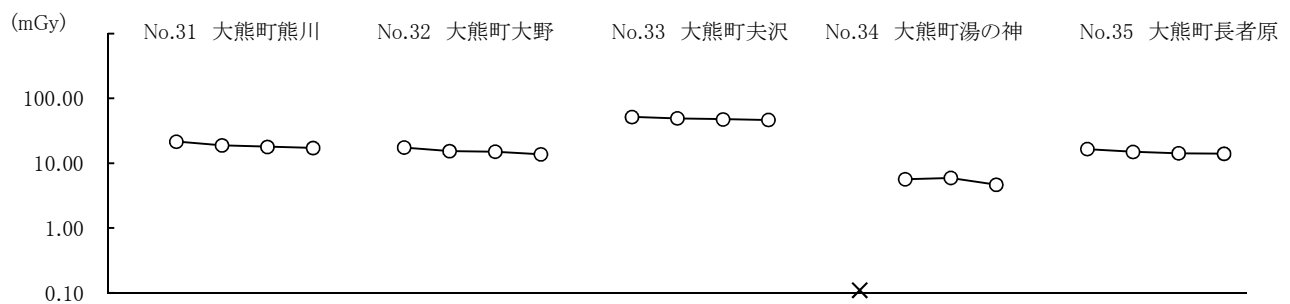 (mGy)
No.31 大熊町熊川
No.32 大熊町大野
No.33 大熊町夫沢
No.34 大熊町湯の神
No.35 大熊町長者原
100.00
10.00
1.00
0.10